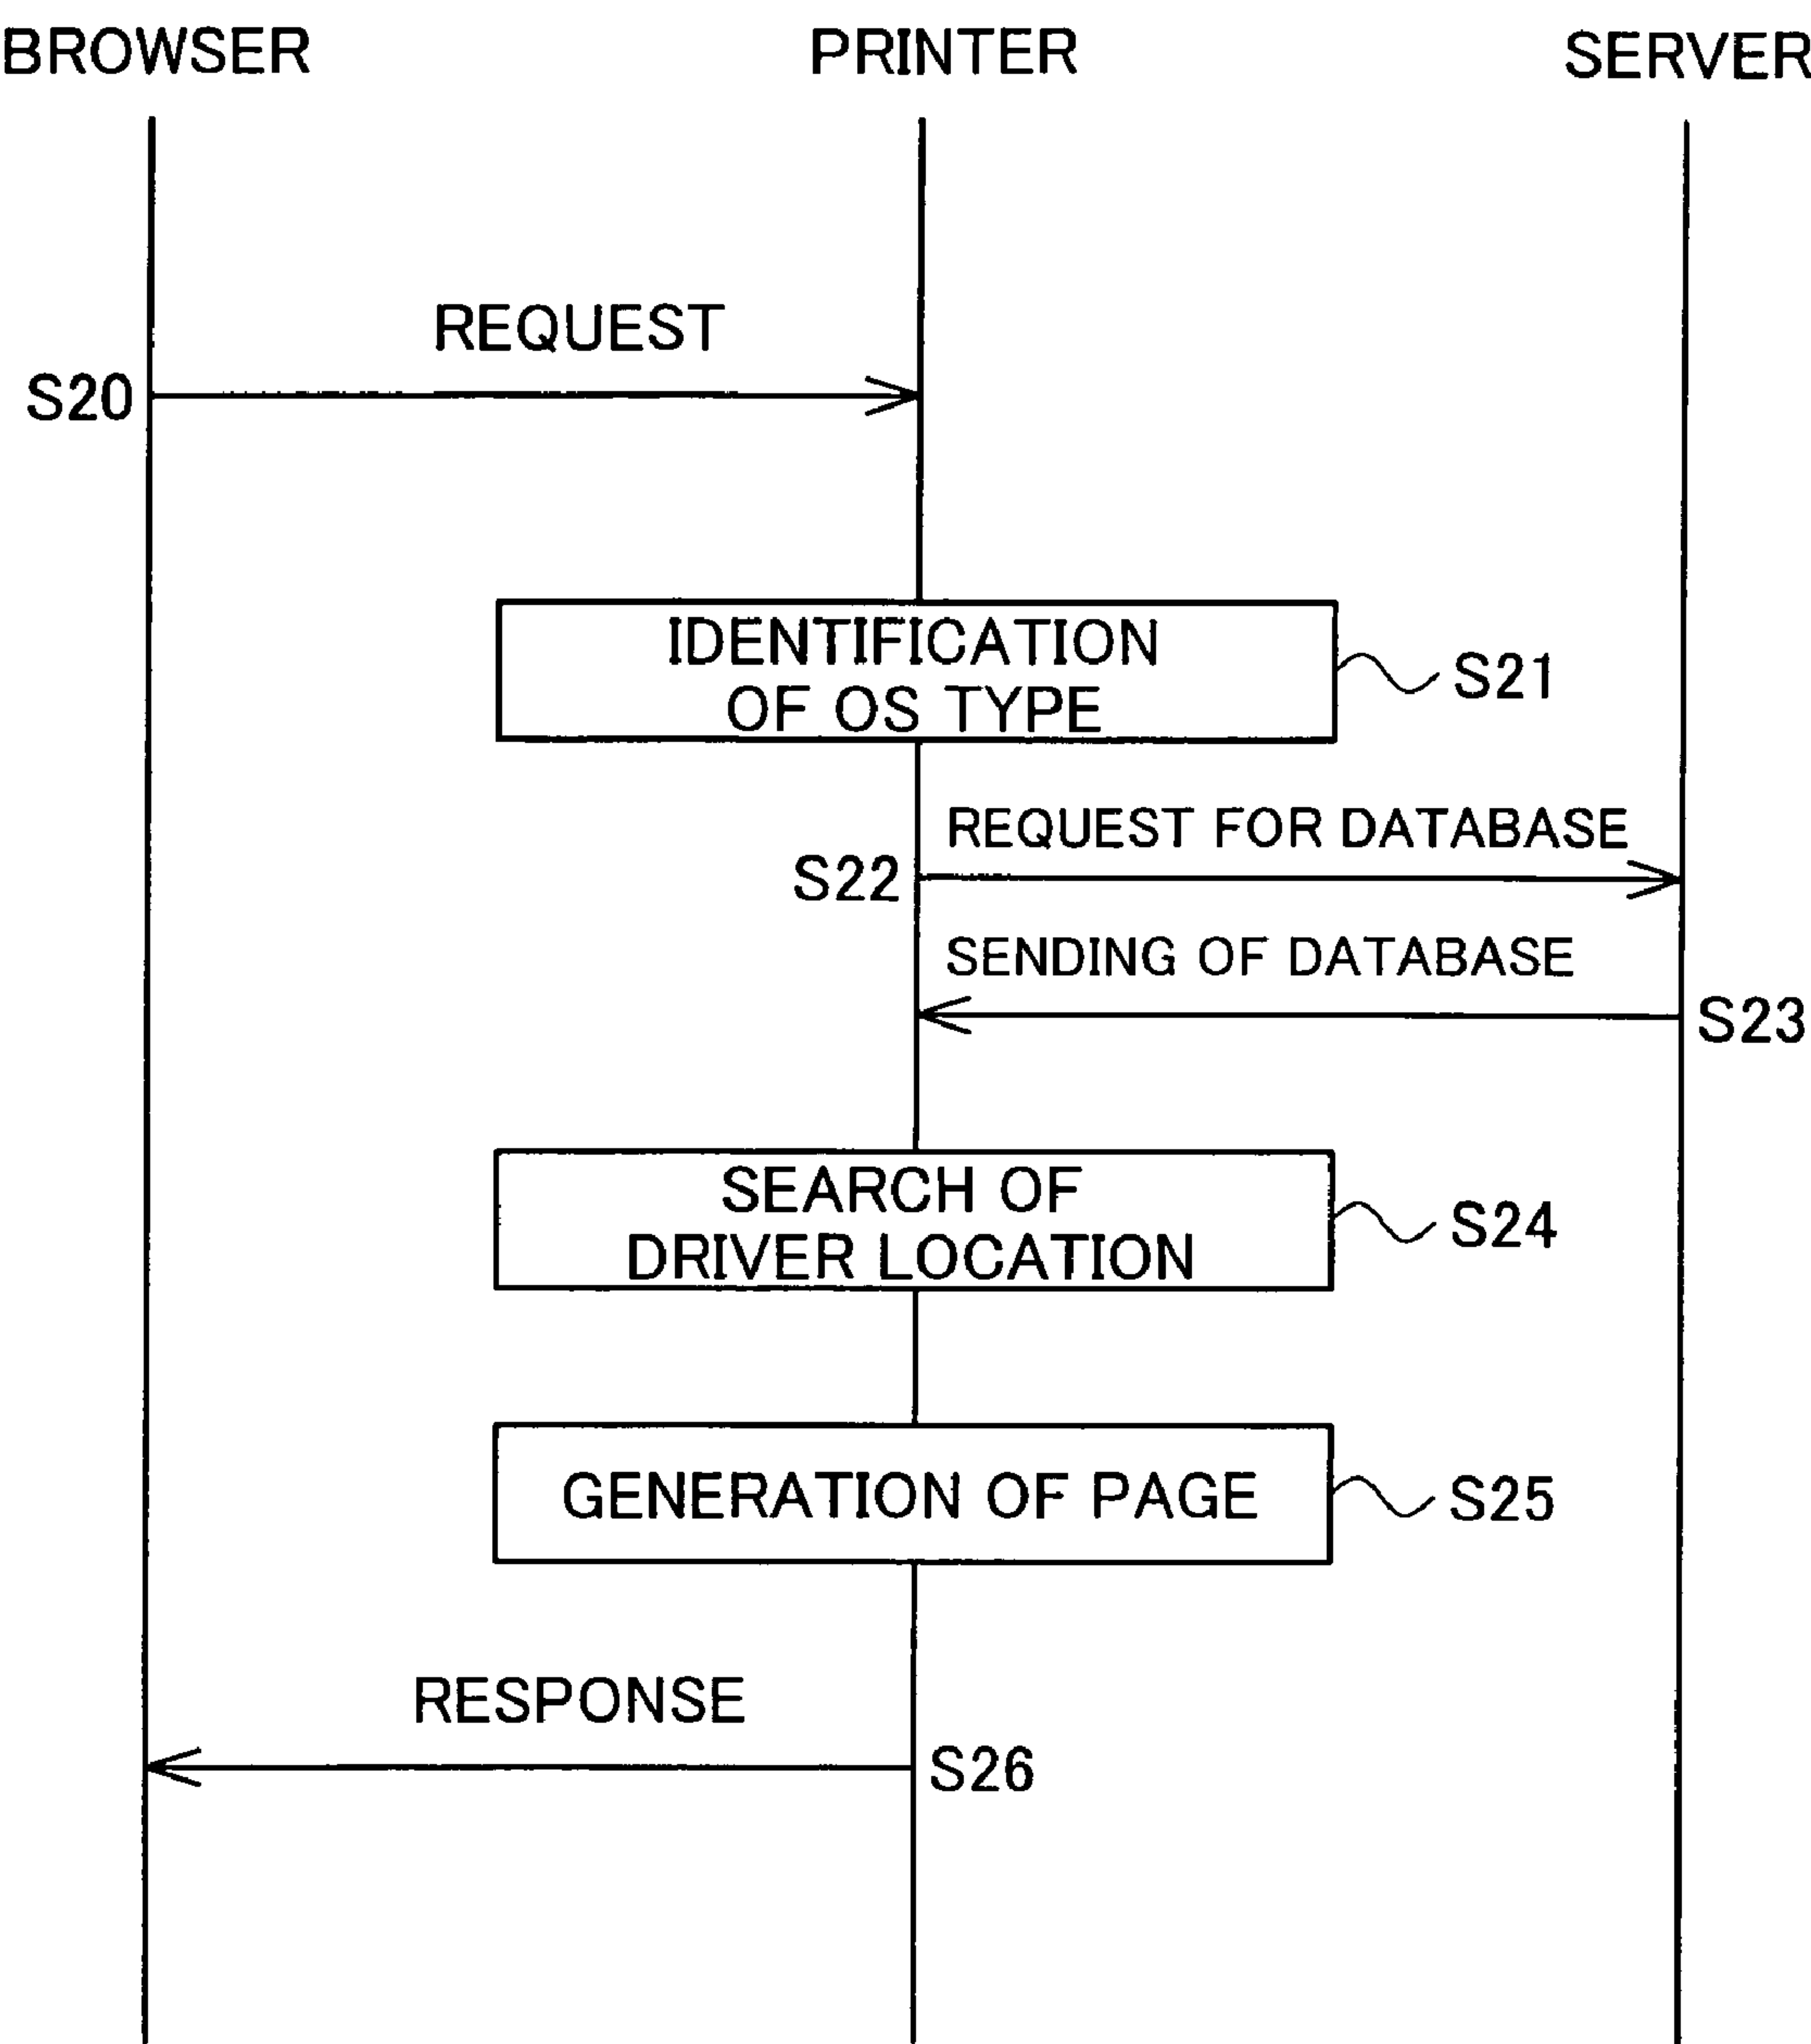 BROWSER
PRINTER
SERVER
REQUEST
S20
IDENTIFICATION
OF OS TYPE
S21
REQUEST FOR DATABASE
S22
SENDING OF DATABASE
S23
SEARCH OF
DRIVER LOCATION
S24
GENERATION OF PAGE
S25
RESPONSE
S26